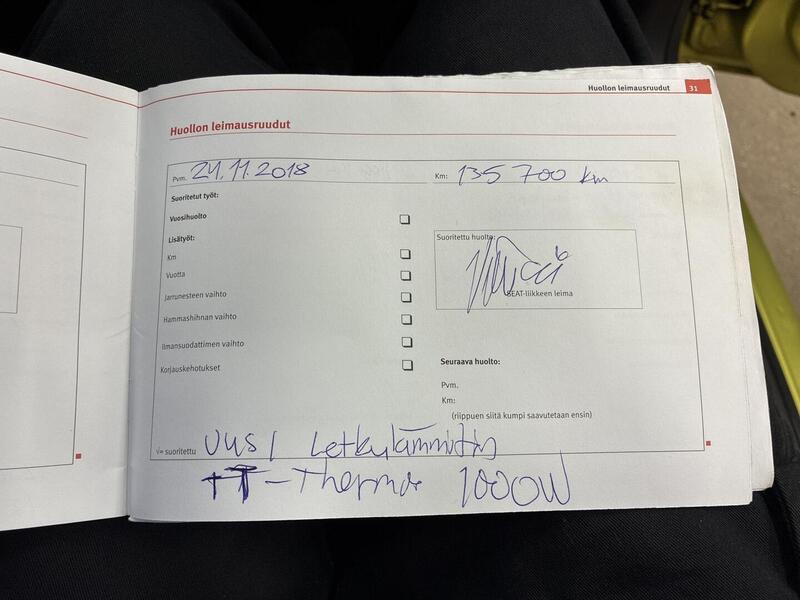 Huollon leimausruudut 31
Huollon leimausruudut
Pvm. 21.11.2018
Km: 135 700 km
Suoritetut työt:
Vuosihuolto
Lisätyöt:
Km
Vuotta
Jarrunesteen vaihto
Hammashihnan vaihto
Ilmansuodattimen vaihto
Korjauskehotukset
Suoritettu huolto:
SEAT-liikkeen leima
Seuraava huolto:
Pvm.
Km:
(riippuen siitä kumpi saavutetaan ensin)
√= suoritettu UUSI Letkulämmitin
TT-Thermo 1000W